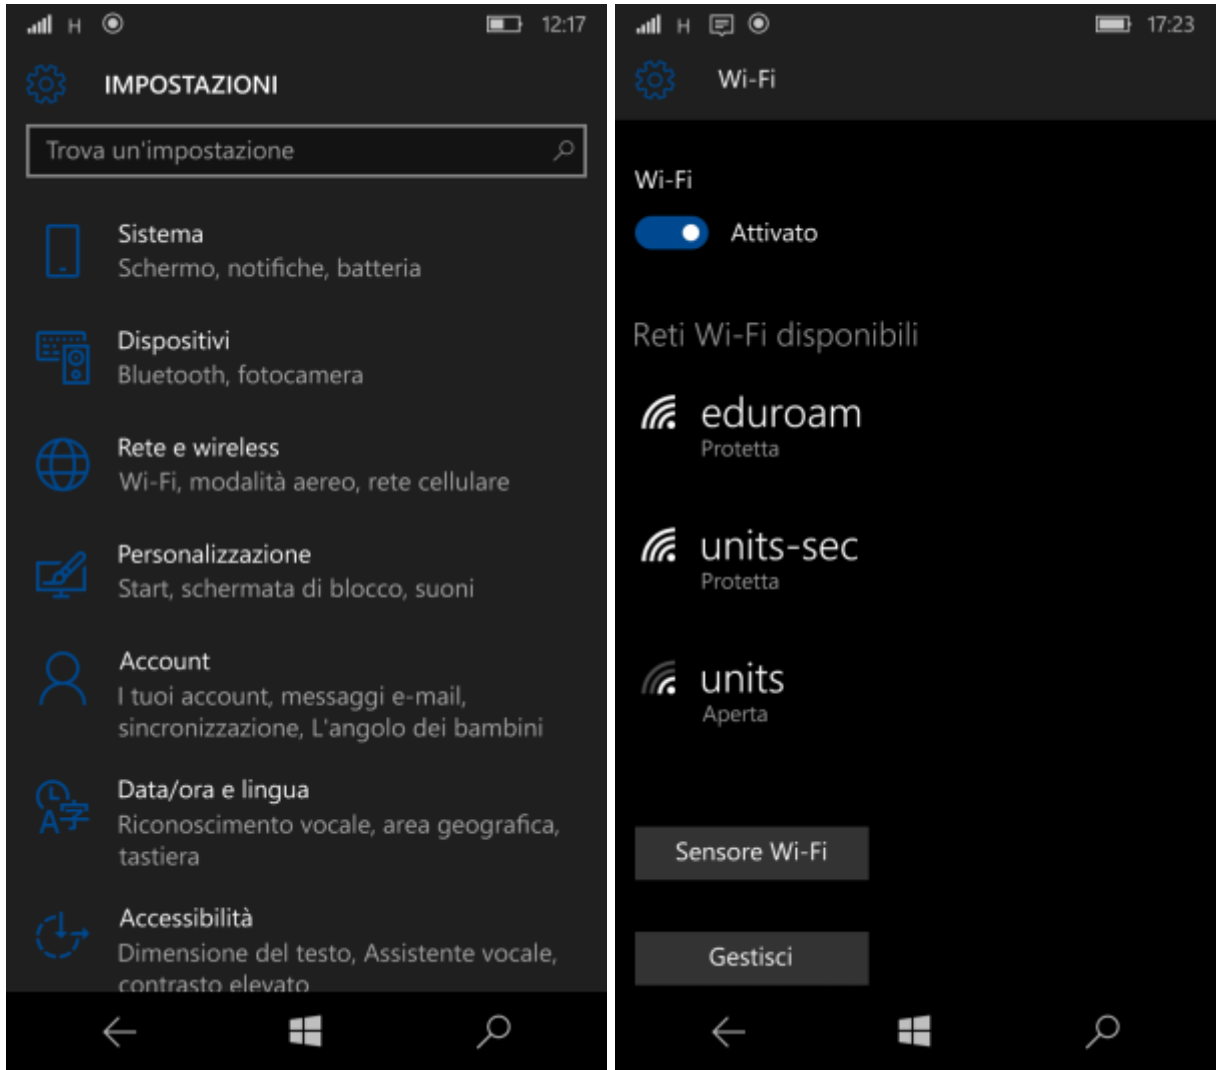 H
12:17
IMPOSTAZIONI
Trova un'impostazione
Sistema
Schermo, notifiche, batteria
Dispositivi
Bluetooth, fotocamera
Rete e wireless
Wi-Fi, modalità aereo, rete cellulare
Personalizzazione
Start, schermata di blocco, suoni
Account
I tuoi account, messaggi e-mail,
sincronizzazione, L'angolo dei bambini
Data/ora e lingua
Riconoscimento vocale, area geografica,
tastiera
Accessibilità
Dimensione del testo, Assistente vocale,
contrasto elevato
H
17:23
Wi-Fi
Wi-Fi
Attivato
Reti Wi-Fi disponibili
eduroam
Protetta
units-sec
Protetta
units
Aperta
Sensore Wi-Fi
Gestisci